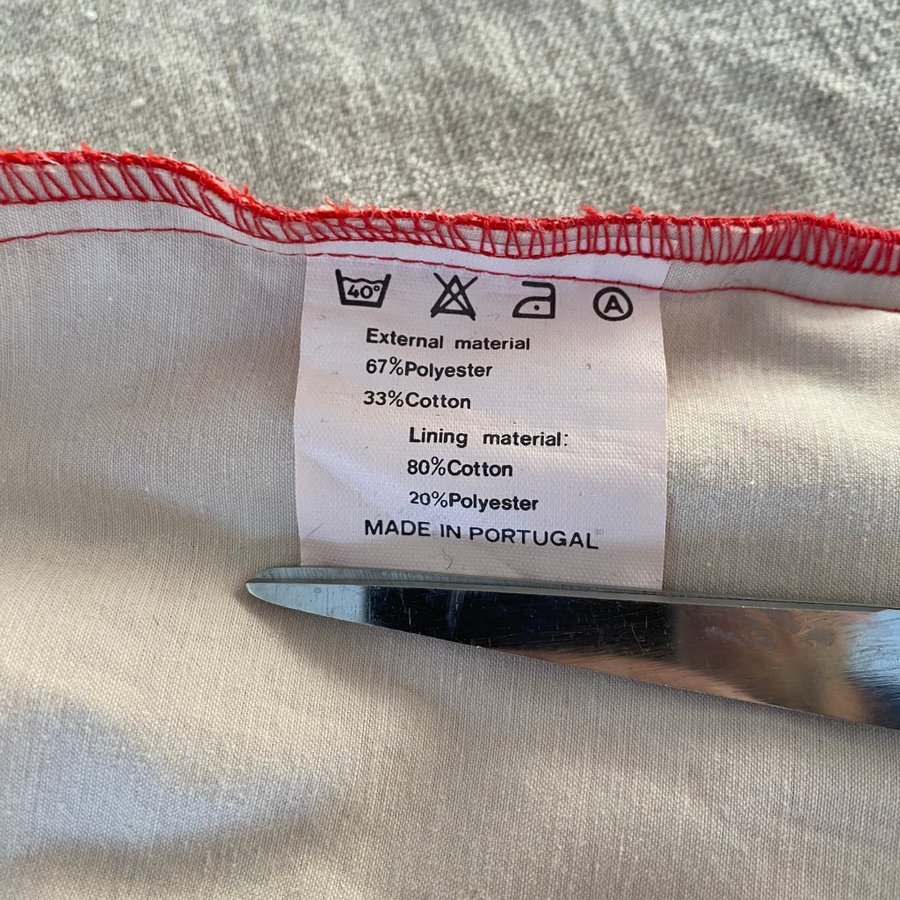 40° A
External material
67%Polyester
33%Cotton
Lining material:
80%Cotton
20%Polyester
MADE IN PORTUGAL